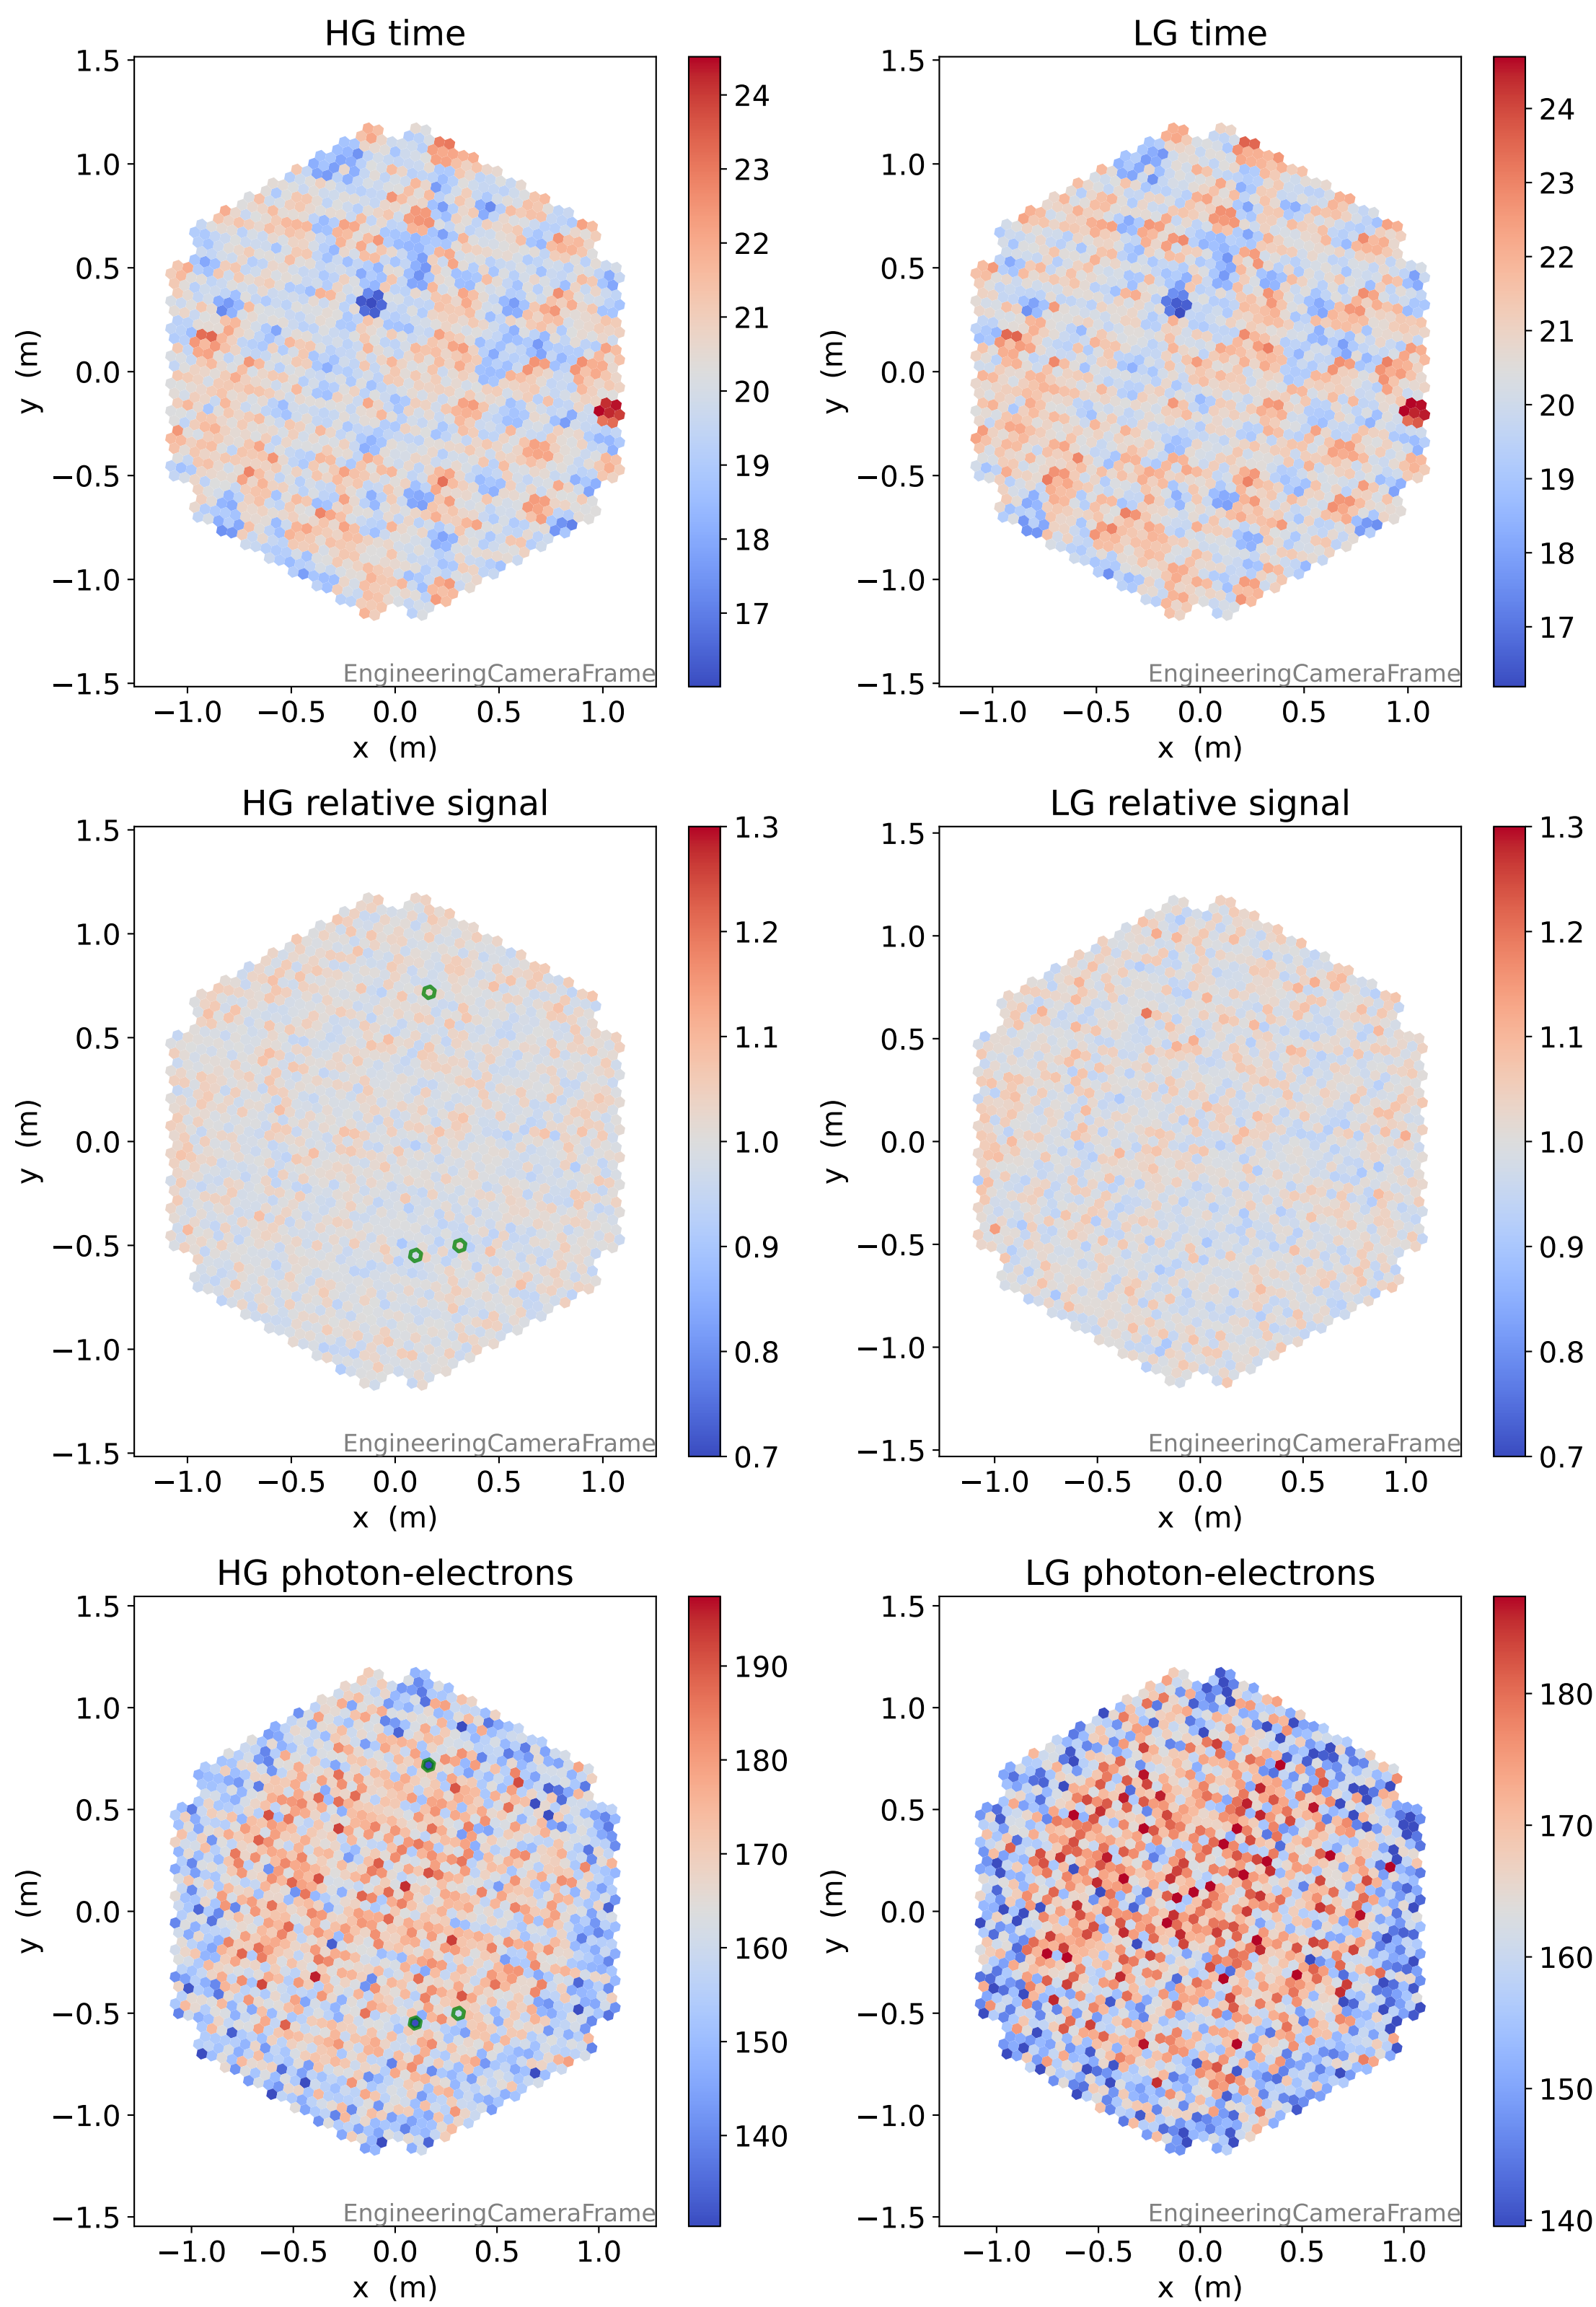 HG time
LG time
1.5
1.0
0.5
0.0
−0.5
−1.0
−1.5
y (m)
−1.0 −0.5 0.0 0.5 1.0
x (m)
EngineeringCameraFrame
24
23
22
21
20
19
18
17
1.5
1.0
0.5
0.0
−0.5
−1.0
−1.5
y (m)
−1.0 −0.5 0.0 0.5 1.0
x (m)
EngineeringCameraFrame
24
23
22
21
20
19
18
17
HG relative signal
LG relative signal
1.5
1.0
0.5
0.0
−0.5
−1.0
−1.5
y (m)
−1.0 −0.5 0.0 0.5 1.0
x (m)
EngineeringCameraFrame
1.3
1.2
1.1
1.0
0.9
0.8
0.7
1.5
1.0
0.5
0.0
−0.5
−1.0
−1.5
y (m)
−1.0 −0.5 0.0 0.5 1.0
x (m)
EngineeringCameraFrame
1.3
1.2
1.1
1.0
0.9
0.8
0.7
HG photon-electrons
LG photon-electrons
1.5
1.0
0.5
0.0
−0.5
−1.0
−1.5
y (m)
−1.0 −0.5 0.0 0.5 1.0
x (m)
EngineeringCameraFrame
190
180
170
160
150
140
1.5
1.0
0.5
0.0
−0.5
−1.0
−1.5
y (m)
−1.0 −0.5 0.0 0.5 1.0
x (m)
EngineeringCameraFrame
180
170
160
150
140